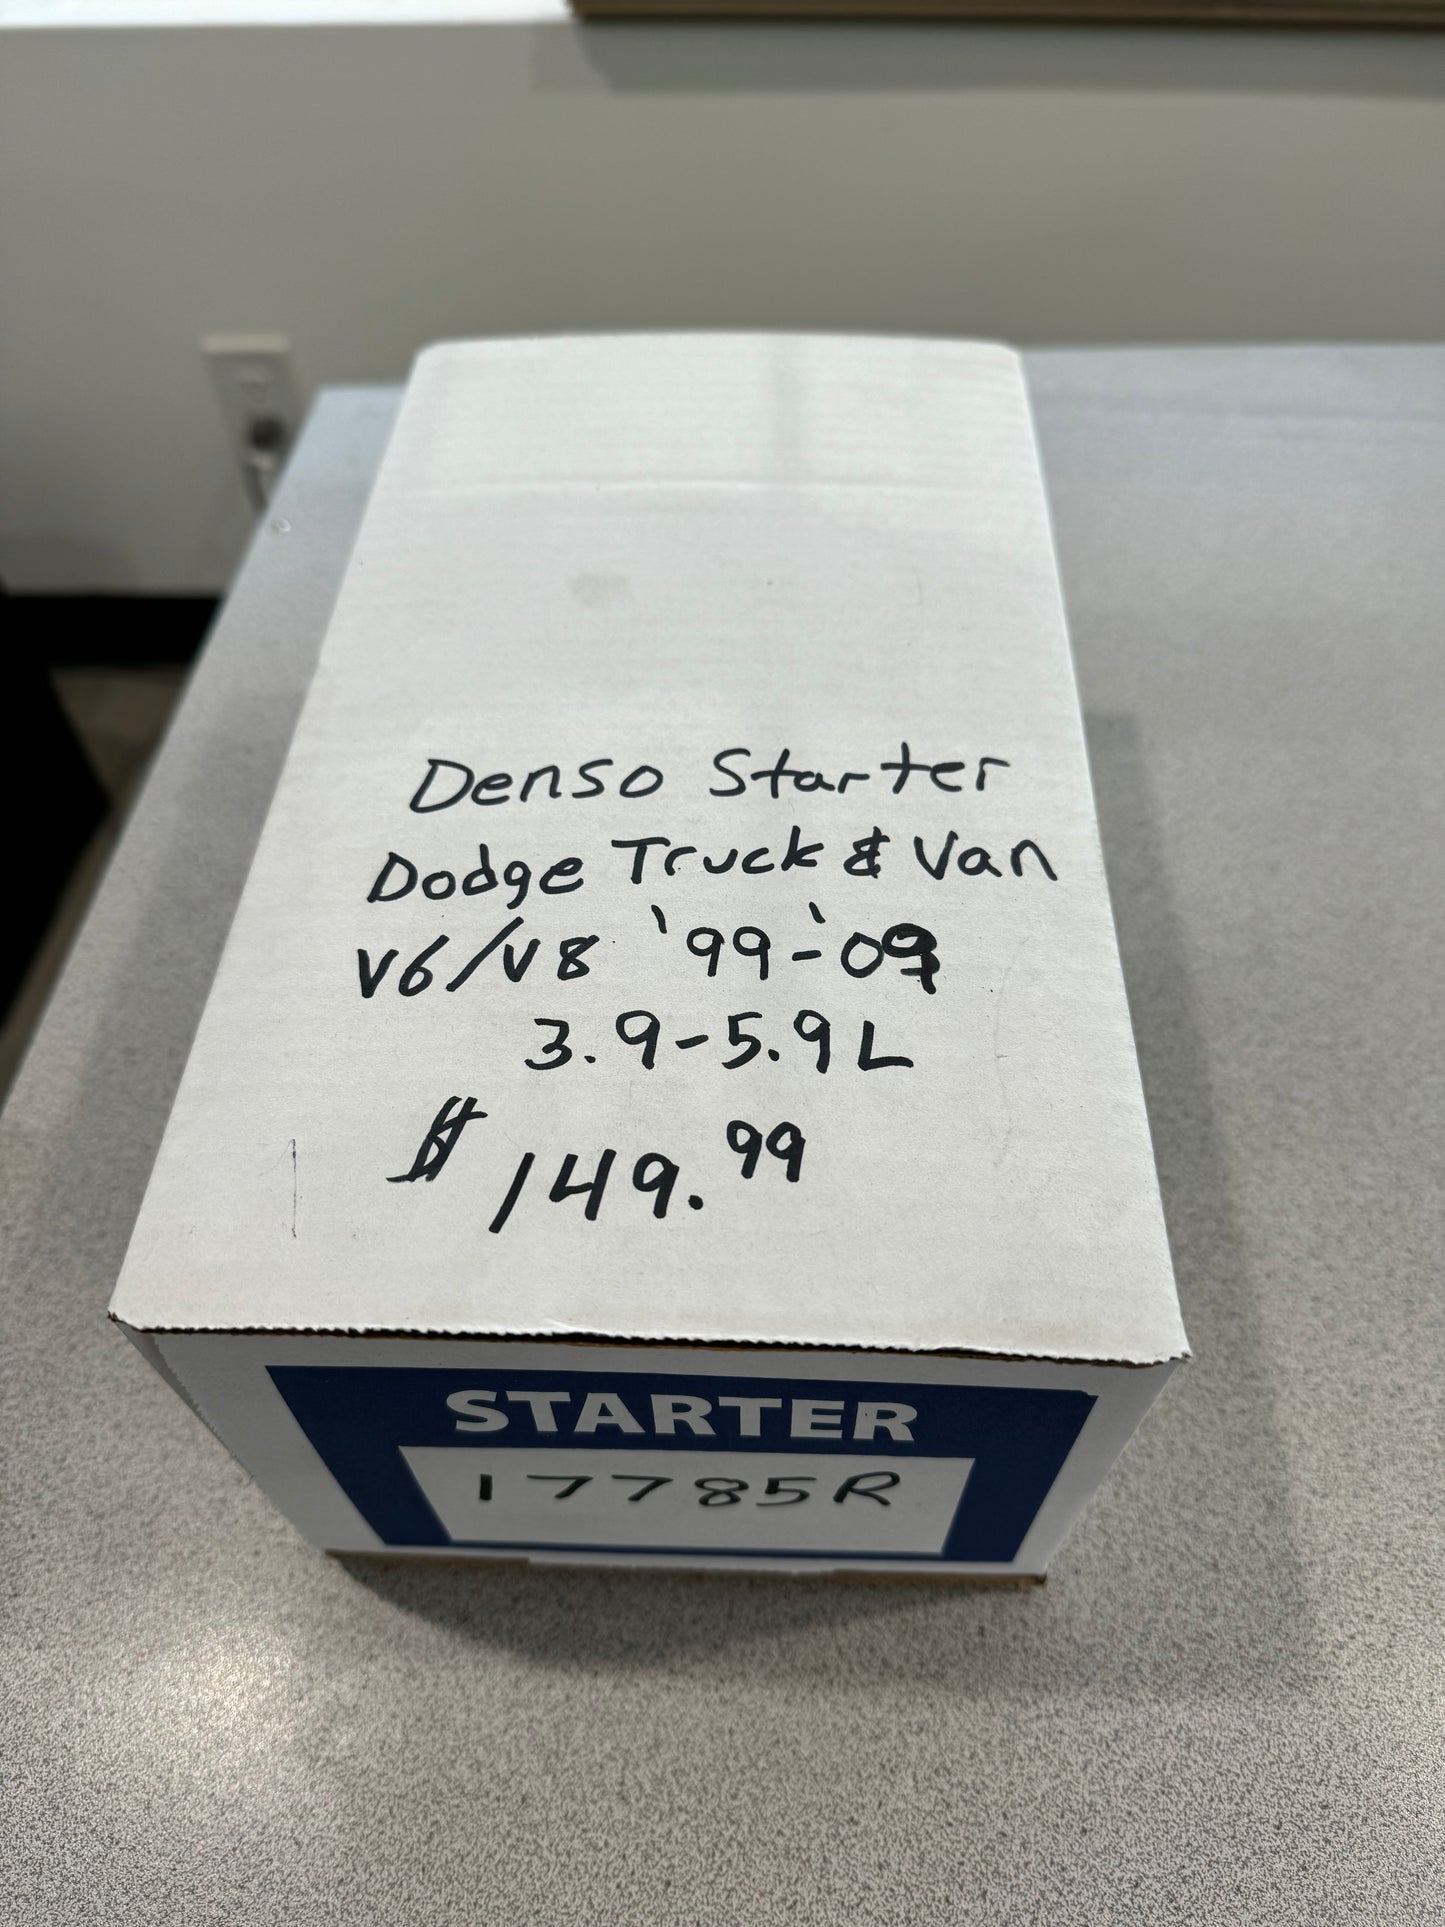 Denso Starter
Dodge Truck & Van
V6/V8 '99-'09
3.9-5.9L
$149.99
STARTER
17785R